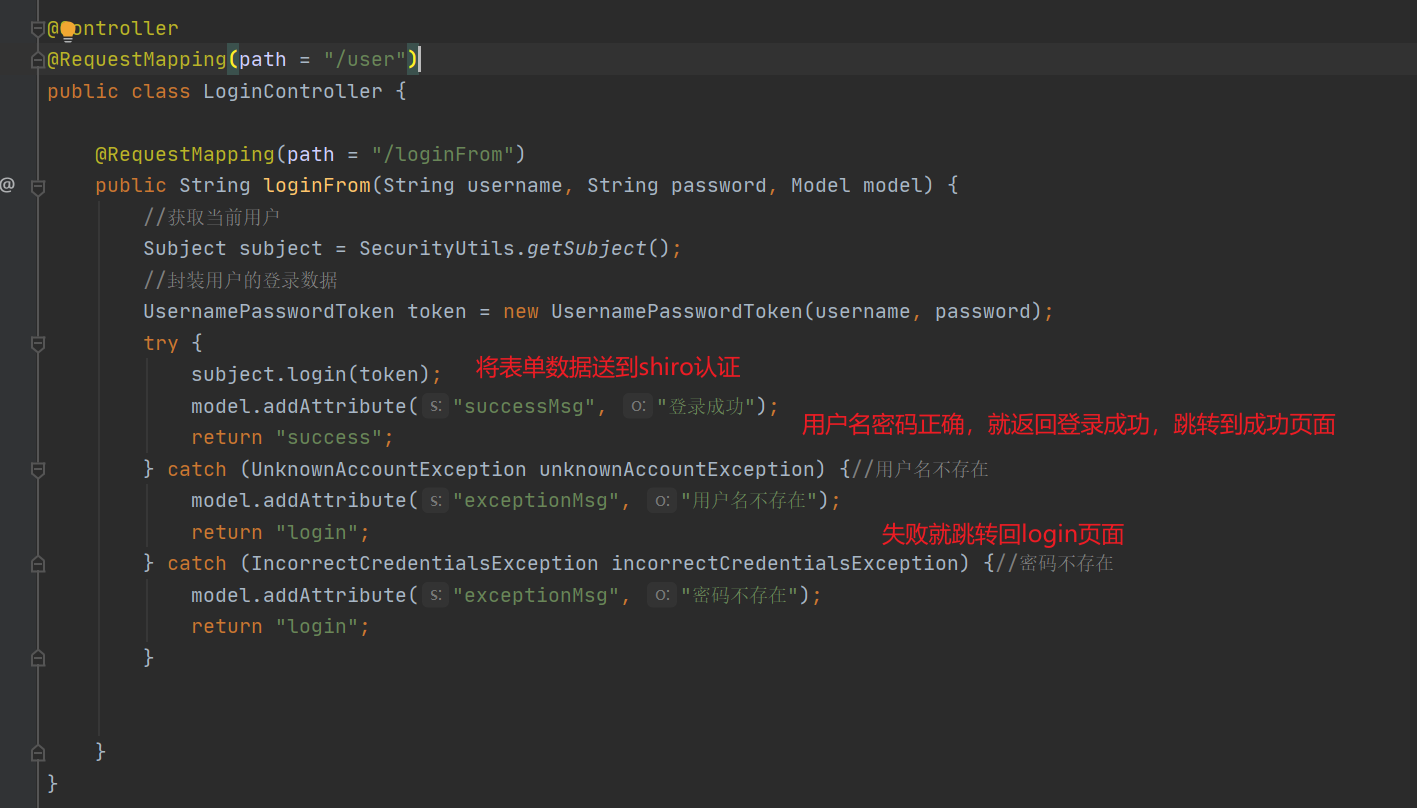 @Controller
@RequestMapping(path = "/user")
public class LoginController {
@RequestMapping(path = "/loginFrom")
@
public String loginFrom(String username, String password, Model model) {
//获取当前用户
Subject subject = SecurityUtils.getSubject();
//封装用户的登录数据
UsernamePasswordToken token = new UsernamePasswordToken(username, password);
try {
subject.login(token); 将表单数据送到shiro认证
model.addAttribute( s: "successMsg", o: "登录成功");
用户名密码正确，就返回登录成功，跳转到成功页面
return "success";
} catch (UnknownAccountException unknownAccountException) {//用户名不存在
model.addAttribute( s: "exceptionMsg", o: "用户名不存在");
return "login"; 失败就跳转回login页面
} catch (IncorrectCredentialsException incorrectCredentialsException) {//密码不存在
model.addAttribute( s: "exceptionMsg", o: "密码不存在");
return "login";
}
}
}